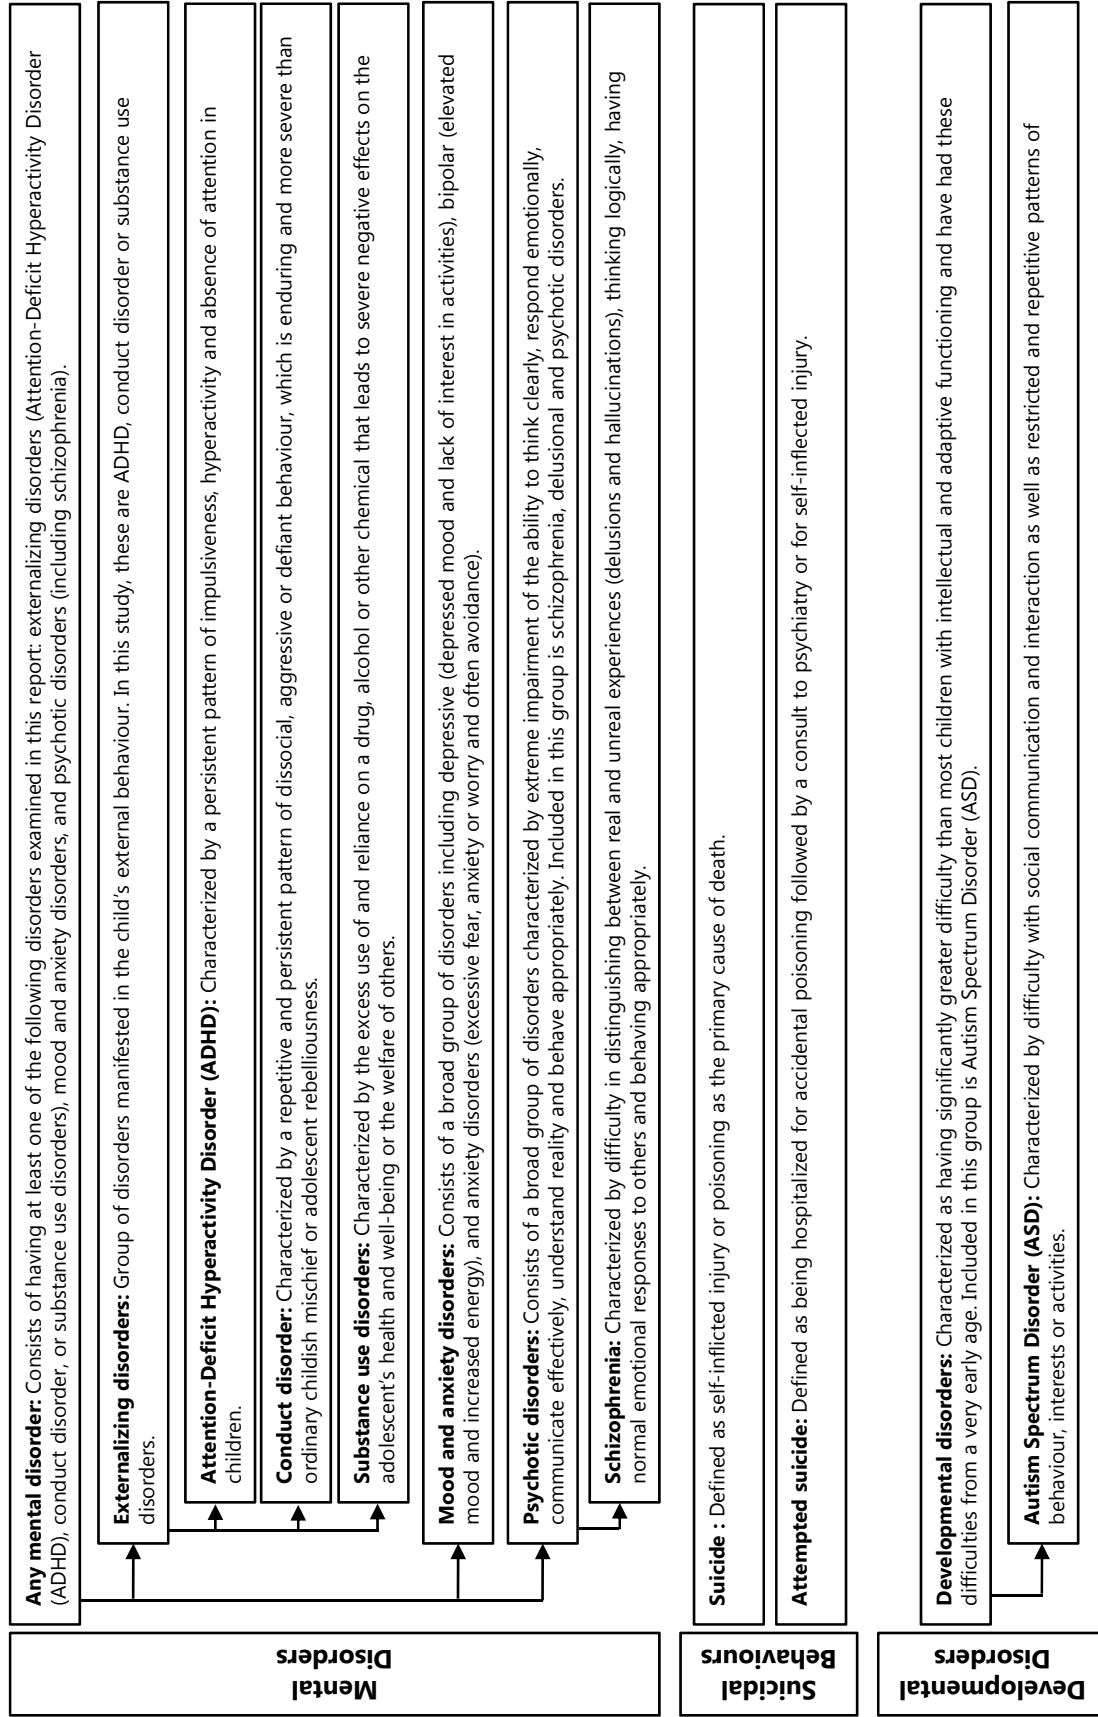 Mental
Disorders
Any mental disorder: Consists of having at least one of the following disorders examined in this report: externalizing disorders (Attention-Deficit Hyperactivity Disorder
(ADHD), conduct disorder, or substance use disorders), mood and anxiety disorders, and psychotic disorders (including schizophrenia).
Externalizing disorders: Group of disorders manifested in the child's external behaviour. In this study, these are ADHD, conduct disorder or substance use
disorders.
Attention-Deficit Hyperactivity Disorder (ADHD): Characterized by a persistent pattern of impulsiveness, hyperactivity and absence of attention in
children.
Conduct disorder: Characterized by a repetitive and persistent pattern of dissocial, aggressive or defiant behaviour, which is enduring and more severe than
ordinary childish mischief or adolescent rebelliousness.
Substance use disorders: Characterized by the excess use of and reliance on a drug, alcohol or other chemical that leads to severe negative effects on the
adolescent's health and well-being or the welfare of others.
Mood and anxiety disorders: Consists of a broad group of disorders including depressive (depressed mood and lack of interest in activities), bipolar (elevated
mood and increased energy), and anxiety disorders (excessive fear, anxiety or worry and often avoidance).
Psychotic disorders: Consists of a broad group of disorders characterized by extreme impairment of the ability to think clearly, respond emotionally,
communicate effectively, understand reality and behave appropriately. Included in this group is schizophrenia, delusional and psychotic disorders.
Schizophrenia: Characterized by difficulty in distinguishing between real and unreal experiences (delusions and hallucinations), thinking logically, having
normal emotional responses to others and behaving appropriately.
Suicidal
Behaviours
Suicide : Defined as self-inflicted injury or poisoning as the primary cause of death.
Attempted suicide: Defined as being hospitalized for accidental poisoning followed by a consult to psychiatry or for self-inflected injury.
Developmental
Disorders
Developmental disorders: Characterized as having significantly greater difficulty than most children with intellectual and adaptive functioning and have had these
difficulties from a very early age. Included in this group is Autism Spectrum Disorder (ASD).
Autism Spectrum Disorder (ASD): Characterized by difficulty with social communication and interaction as well as restricted and repetitive patterns of
behaviour, interests or activities.